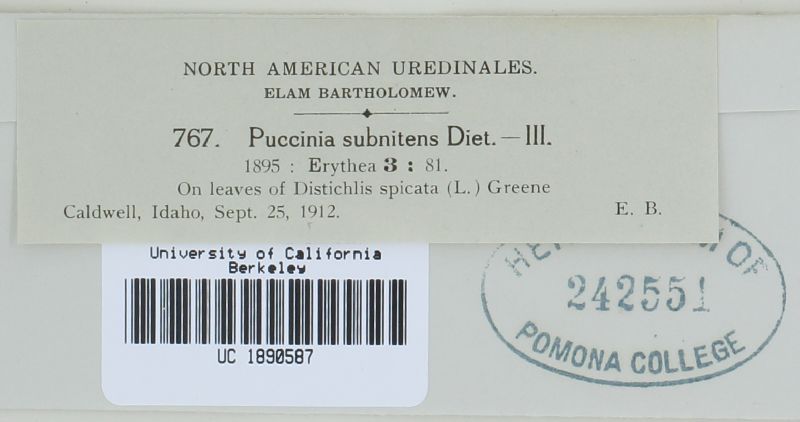 NORTH AMERICAN UREDINALES.
ELAM BARTHOLOMEW.
767. Puccinia subnitens Diet. — III.
1895 : Erythea 3 : 81.
On leaves of Distichlis spicata (L.) Greene
Caldwell, Idaho, Sept. 25, 1912. E. B.
University of California
Berkeley
UC 1890587
OF
242551
POMONA COLLEGE